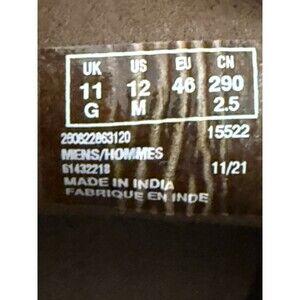 UK US EU CN
11 12 46 290
G M 2.5
260822863120 15522
MENS/HOMMES
61432218 11/21
MADE IN INDIA
FABRIQUE EN INDE